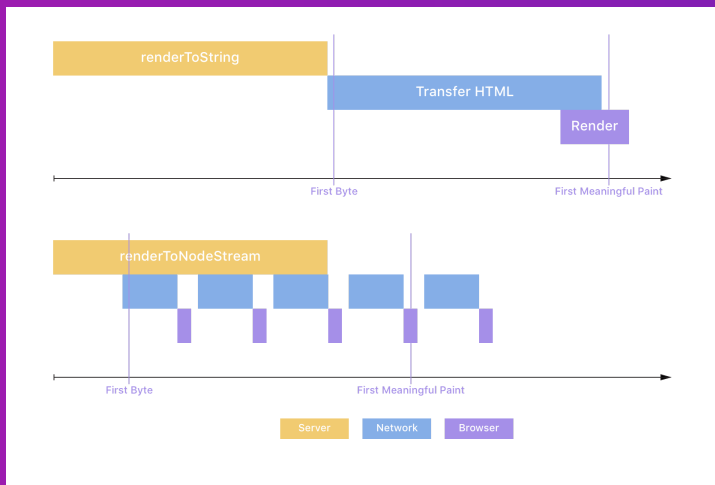 renderToString
Transfer HTML
Render
First Byte
First Meaningful Paint
renderToNodeStream
First Byte
First Meaningful Paint
Server
Network
Browser